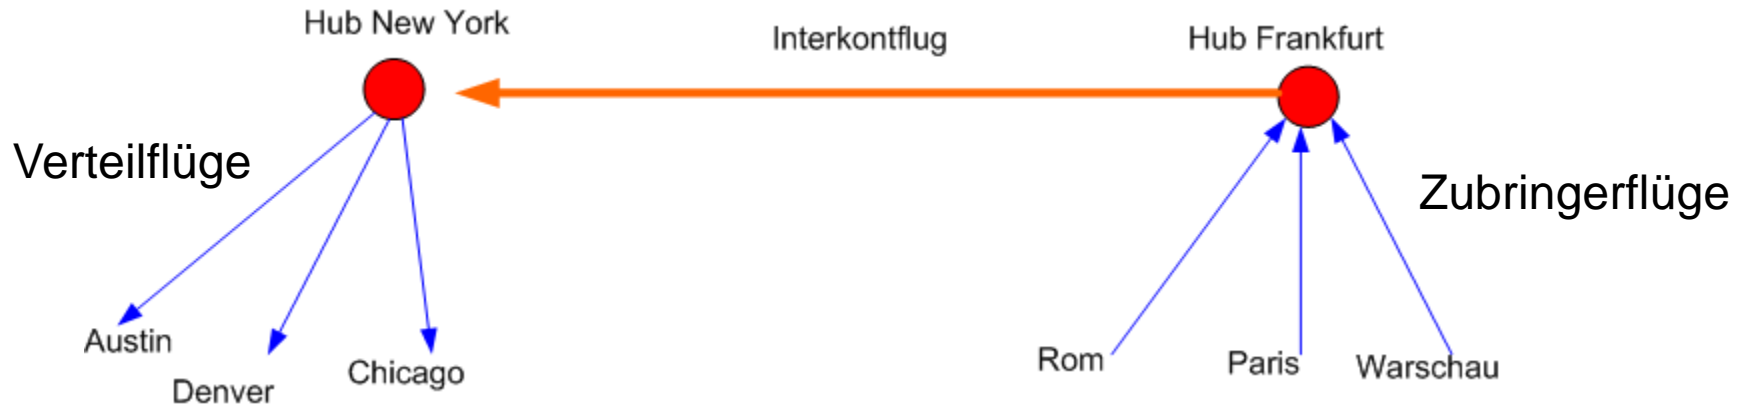 Hub New York
Interkontflug
Hub Frankfurt
Verteilflüge
Zubringerflüge
Austin
Denver
Chicago
Rom
Paris
Warschau